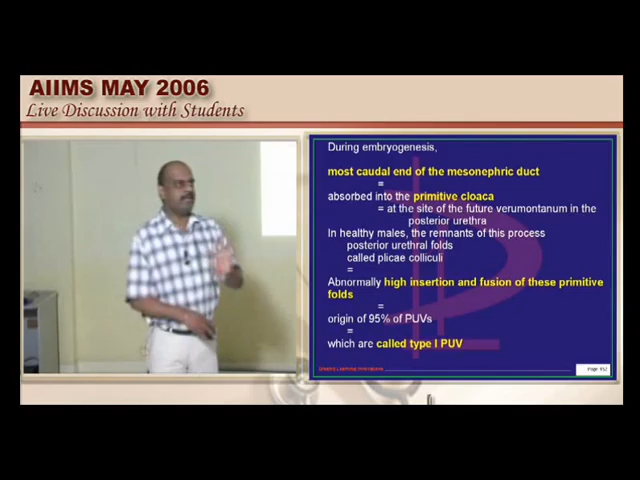 AIIMS MAY 2006
Live Discussion with Students
During embryogenesis,
most caudal end of the mesonephric duct
=
absorbed into the primitive cloaca
= at the site of the future verumontanum in the
posterior urethra
In healthy males, the remnants of this process
posterior urethral folds
called plicae colliculi
=
Abnormally high insertion and fusion of these primitive
folds
=
origin of 95% of PUVs
=
which are called type I PUV